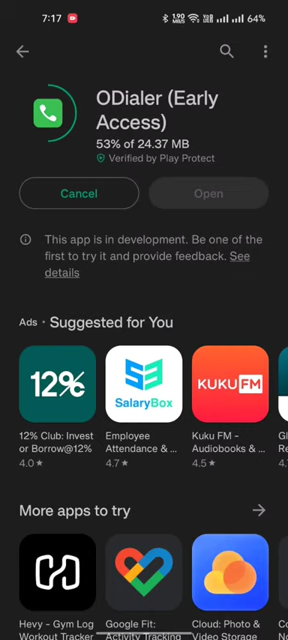 7:17
1.90
64%
ODialer (Early
Access)
53% of 24.37 MB
Verified by Play Protect
Cancel
Open
This app is in development. Be one of the
first to try it and provide feedback. See
details
Ads • Suggested for You
12%
SalaryBox
KUKU FM
12% Club: Invest
or Borrow@12%
4.0 ★
Employee
Attendance & ...
4.7 ★
Kuku FM -
Audiobooks & ...
4.5 ★
More apps to try
Hevy - Gym Log
Workout Tracker
Google Fit:
Activity Tracking
Cloud: Photo &
Video Storage